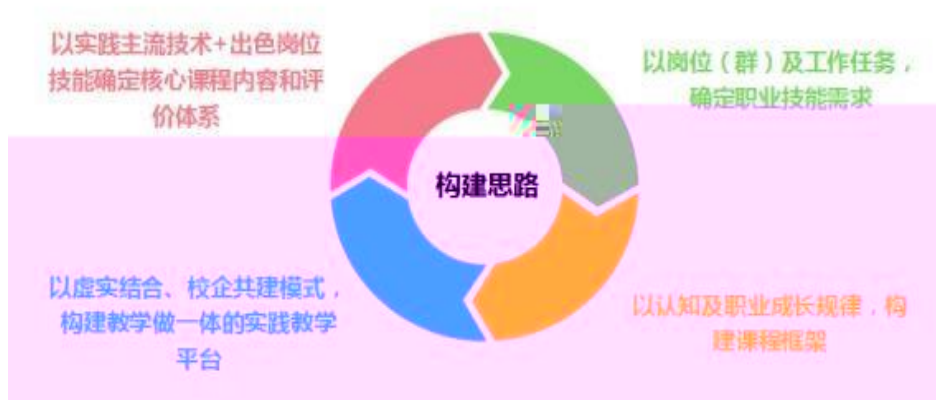 以实践主流技术+出色岗位
技能确定核心课程内容和评
价体系
以岗位（群）及工作任务，
确定职业技能需求
构建思路
以虚实结合、校企共建模式，
构建教学做一体的实践教学
平台
以认知及职业成长规律，构
建课程框架